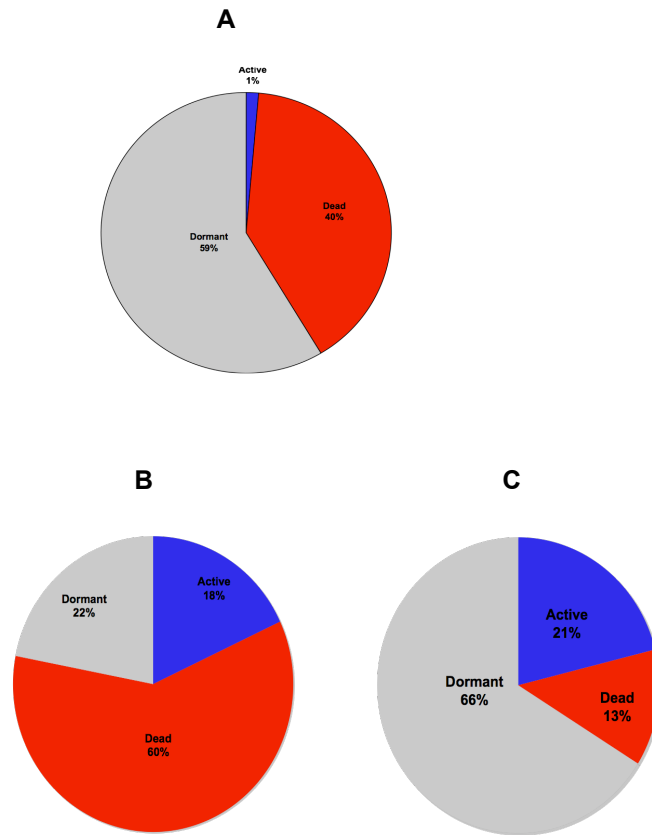 A
Active
1%
Dead
40%
Dormant
59%
B
C
Active
18%
Dormant
22%
Dead
60%
Active
21%
Dormant
66%
Dead
13%